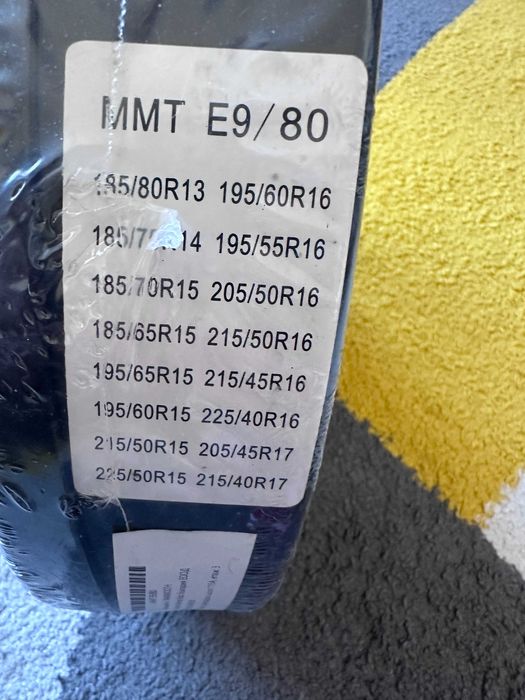 MMT E9/80
185/80R13 195/60R16
195/55R16
185/70R15 205/50R16
185/65R15 215/50R16
195/65R15 215/45R16
195/60R15 225/40R16
215/50R15 205/45R17
225/50R15 215/40R17